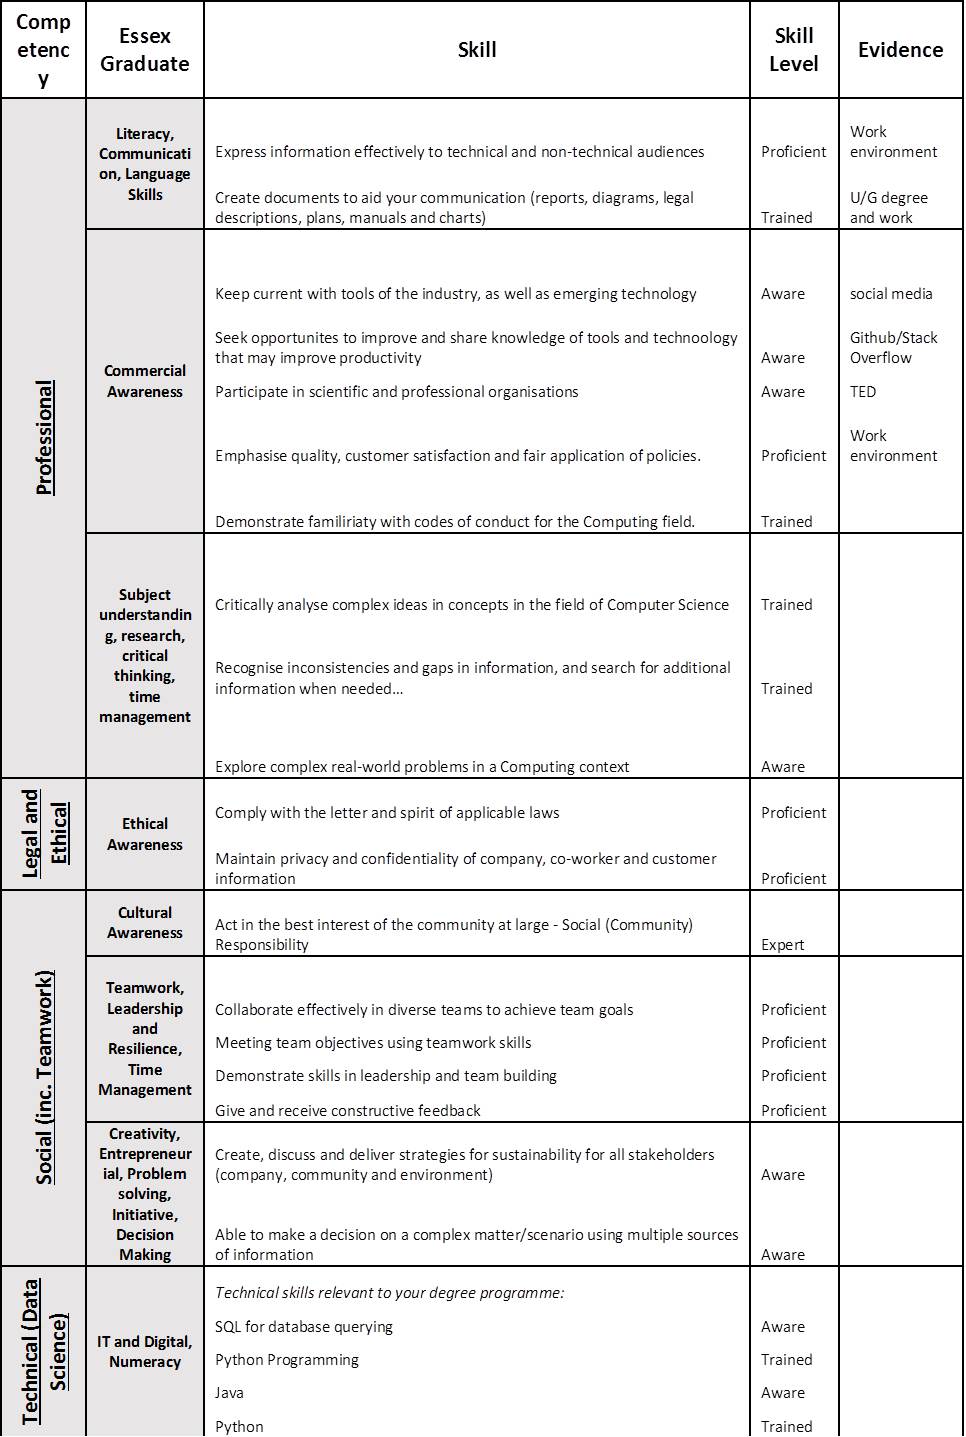 Comp
etenc
y
Essex
Graduate
Skill
Skill
Level
Evidence
Professional
Literacy,
Communicati
on, Language
Skills
Express information effectively to technical and non-technical audiences
Proficient
Work
environment
Create documents to aid your communication (reports, diagrams, legal
descriptions, plans, manuals and charts)
Trained
U/G degree
and work
Commercial
Awareness
Keep current with tools of the industry, as well as emerging technology
Aware
social media
Seek opportunites to improve and share knowledge of tools and technoology
that may improve productivity
Aware
Github/Stack
Overflow
Participate in scientific and professional organisations
Aware
TED
Emphasise quality, customer satisfaction and fair application of policies.
Proficient
Work
environment
Demonstrate familiriaty with codes of conduct for the Computing field.
Trained
Subject
understandin
g, research,
critical
thinking,
time
management
Critically analyse complex ideas in concepts in the field of Computer Science
Trained
Recognise inconsistencies and gaps in information, and search for additional
information when needed...
Trained
Explore complex real-world problems in a Computing context
Aware
Legal and
Ethical
Ethical
Awareness
Comply with the letter and spirit of applicable laws
Proficient
Maintain privacy and confidentiality of company, co-worker and customer
information
Proficient
Social (inc. Teamwork)
Cultural
Awareness
Act in the best interest of the community at large - Social (Community)
Responsibility
Expert
Teamwork,
Leadership
and
Resilience,
Time
Management
Collaborate effectively in diverse teams to achieve team goals
Proficient
Meeting team objectives using teamwork skills
Proficient
Demonstrate skills in leadership and team building
Proficient
Give and receive constructive feedback
Proficient
Creativity,
Entrepreneur
ial, Problem
solving,
Initiative,
Decision
Making
Create, discuss and deliver strategies for sustainability for all stakeholders
(company, community and environment)
Aware
Able to make a decision on a complex matter/scenario using multiple sources
of information
Aware
Technical (Data
Science)
IT and Digital,
Numeracy
Technical skills relevant to your degree programme:
SQL for database querying
Aware
Python Programming
Trained
Java
Aware
Python
Trained